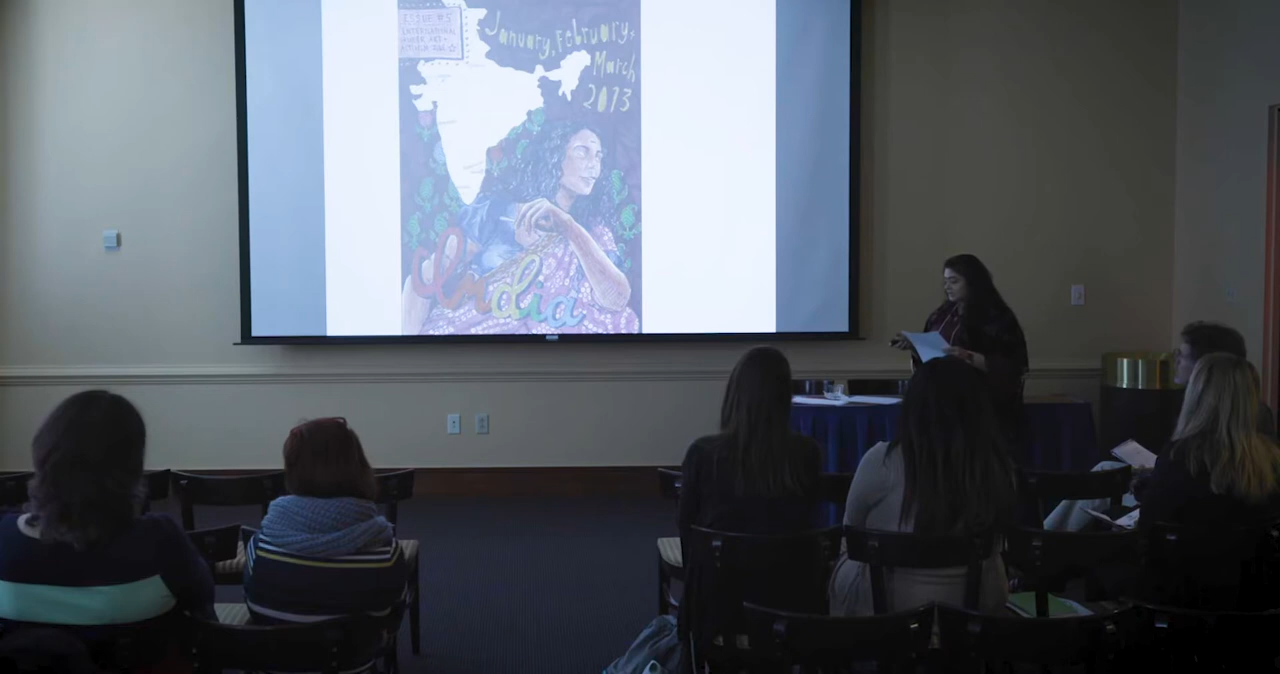 ISSUE #5
INTERNATIONAL
January, February,
March
2013
India